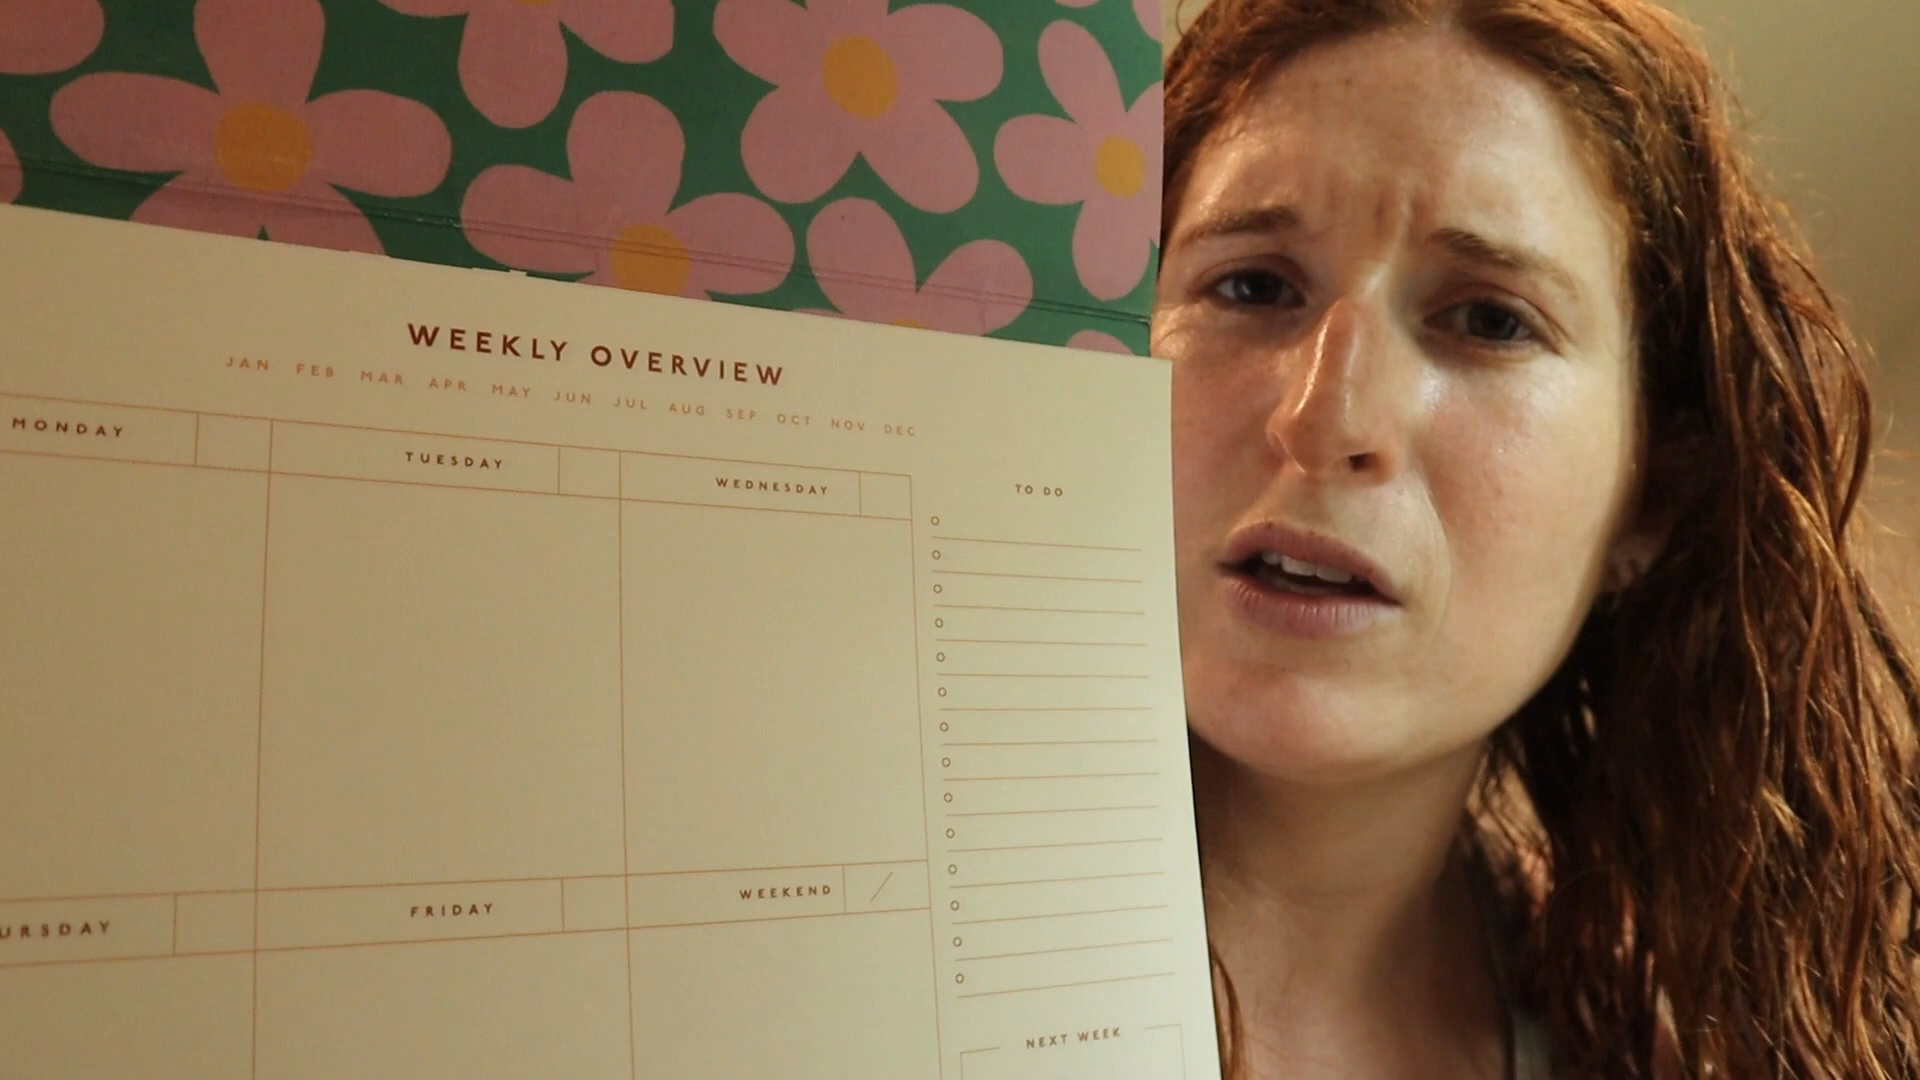 WEEKLY OVERVIEW
JAN FEB MAR APR MAY JUN JUL AUG SEP OCT NOV DEC
MONDAY TUESDAY WEDNESDAY
TO DO
URSDAY FRIDAY WEEKEND /
NEXT WEEK